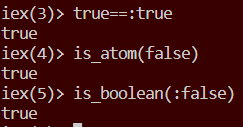 iex(3)> true==:true
true
iex(4)> is_atom(false)
true
iex(5)> is_boolean(:false)
true